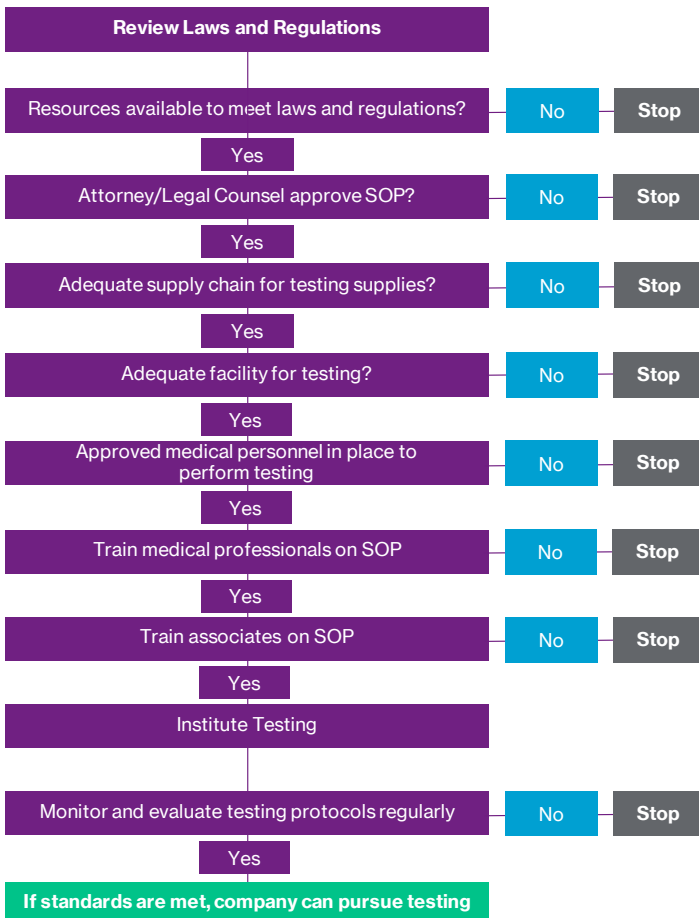 Review Laws and Regulations
Resources available to meet laws and regulations?
No
Stop
Yes
Attorney/Legal Counsel approve SOP?
No
Stop
Yes
Adequate supply chain for testing supplies?
No
Stop
Yes
Adequate facility for testing?
No
Stop
Yes
Approved medical personnel in place to
perform testing
No
Stop
Yes
Train medical professionals on SOP
No
Stop
Yes
Train associates on SOP
No
Stop
Yes
Institute Testing
Monitor and evaluate testing protocols regularly
No
Stop
Yes
If standards are met, company can pursue testing